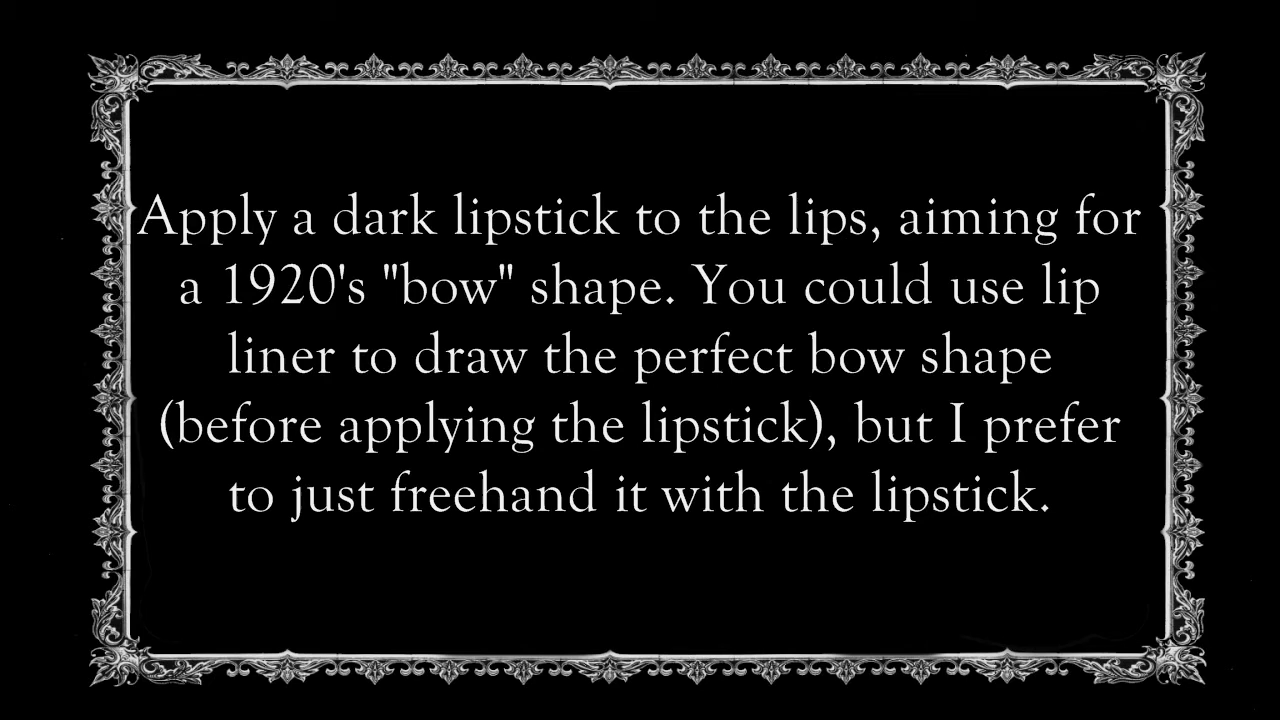 Apply a dark lipstick to the lips, aiming for
a 1920's "bow" shape. You could use lip
liner to draw the perfect bow shape
(before applying the lipstick), but I prefer
to just freehand it with the lipstick.